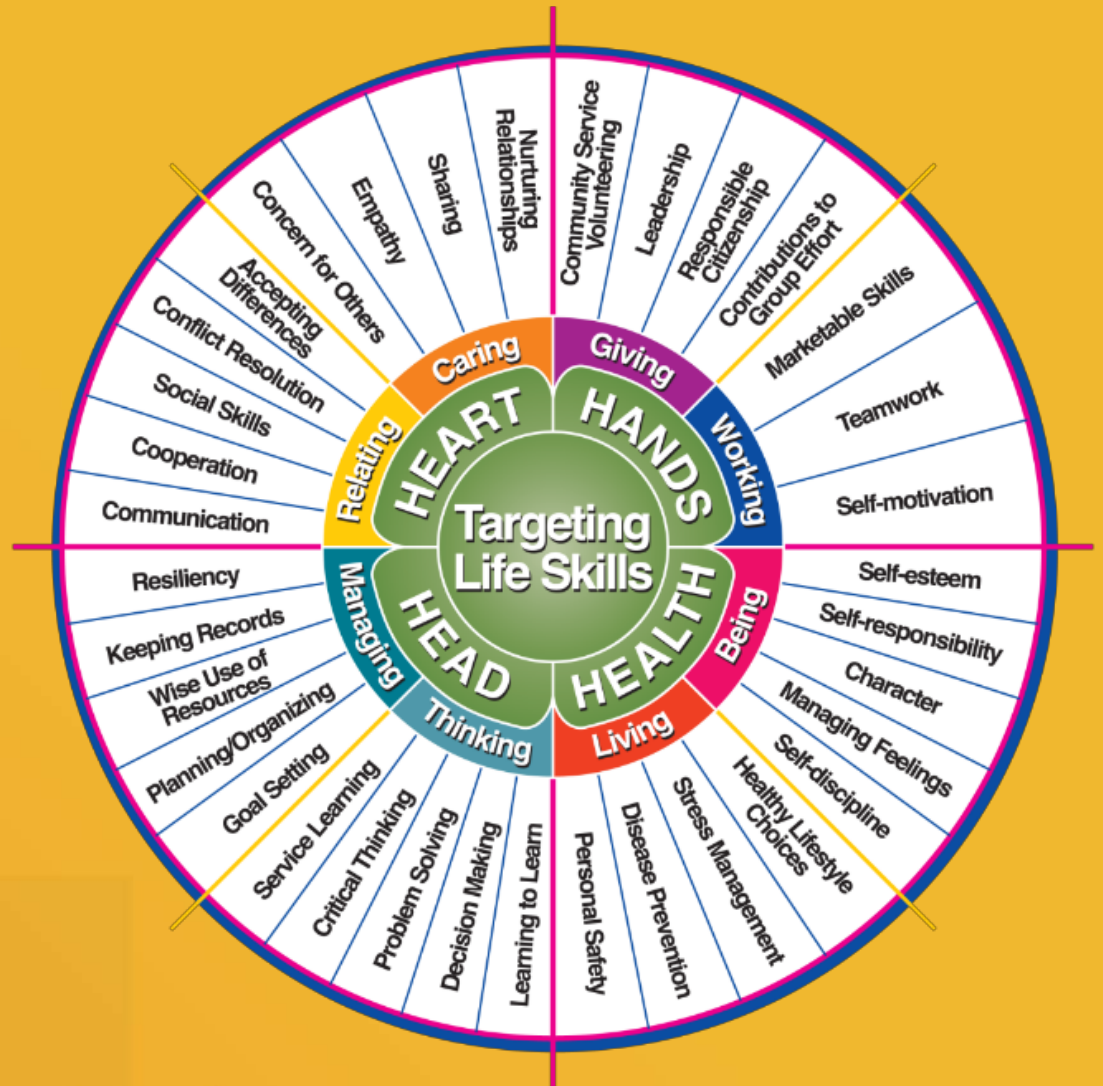 Targeting
Life Skills
HEART
HANDS
HEALTH
HEAD
Caring
Giving
Working
Being
Living
Thinking
Managing
Relating
Community Service
Volunteering
Leadership
Responsible
Citizenship
Contributions to
Group Effort
Marketable Skills
Teamwork
Self-motivation
Self-esteem
Self-responsibility
Character
Managing Feelings
Self-discipline
Healthy Lifestyle
Choices
Stress Management
Disease Prevention
Personal Safety
Learning to Learn
Decision Making
Problem Solving
Critical Thinking
Service Learning
Goal Setting
Planning/Organizing
Wise Use of
Resources
Keeping Records
Resiliency
Communication
Cooperation
Social Skills
Conflict Resolution
Accepting
Differences
Concern for Others
Empathy
Sharing
Nurturing
Relationships